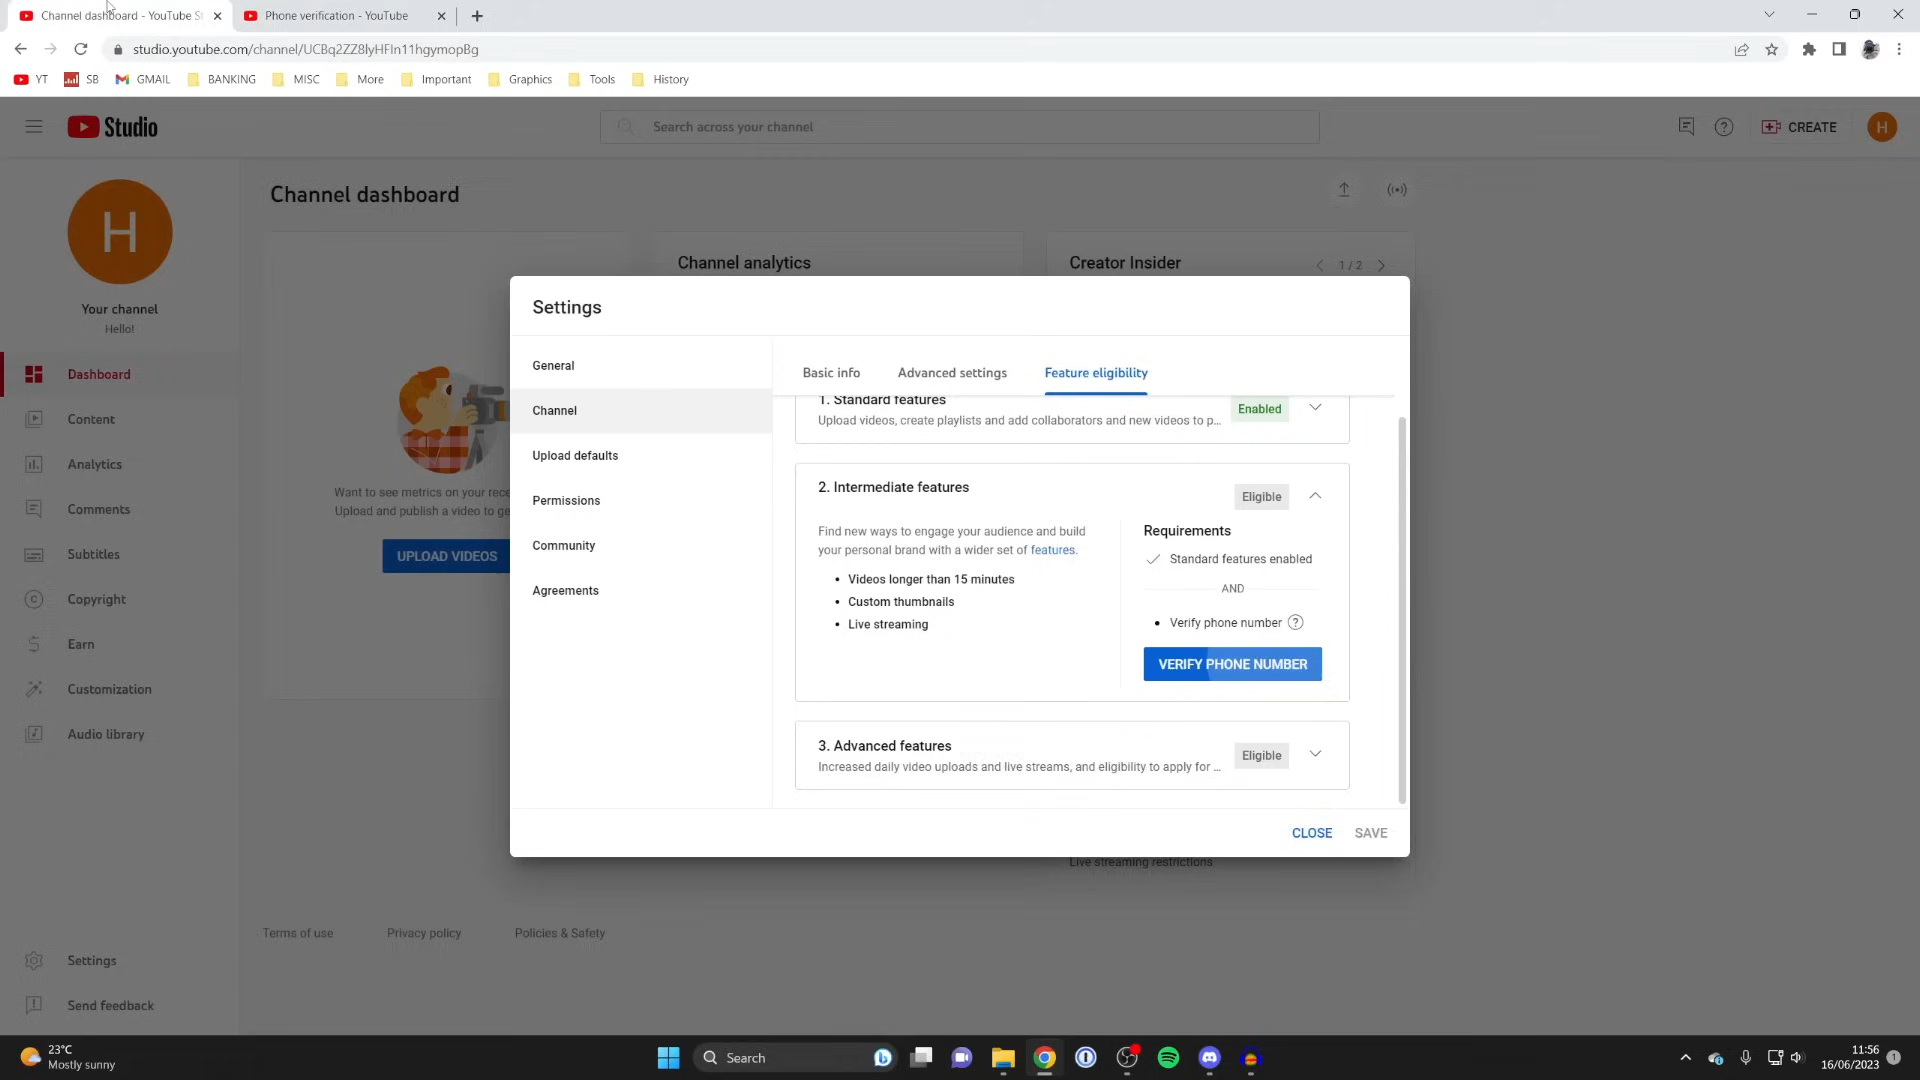 Channel dashboard - YouTube St
Phone verification - YouTube
studio.youtube.com/channel/UCBq2ZZ8lyHFIn11hgymopBg
YT
SB
GMAIL
BANKING
MISC
More
Important
Graphics
Tools
History
Studio
Search across your channel
CREATE
H
H
Your channel
Hello!
Dashboard
Content
Analytics
Comments
Subtitles
Copyright
Earn
Customization
Audio library
Settings
Send feedback
Channel dashboard
Want to see metrics on your rece
Upload and publish a video to ge
UPLOAD VIDEOS
Channel analytics
Creator Insider
1 / 2
Settings
General
Channel
Upload defaults
Permissions
Community
Agreements
Basic info
Advanced settings
Feature eligibility
1. Standard features
Upload videos, create playlists and add collaborators and new videos to p...
Enabled
2. Intermediate features
Eligible
Find new ways to engage your audience and build
your personal brand with a wider set of features.
• Videos longer than 15 minutes
• Custom thumbnails
• Live streaming
Requirements
Standard features enabled
AND
• Verify phone number
VERIFY PHONE NUMBER
3. Advanced features
Increased daily video uploads and live streams, and eligibility to apply for ...
Eligible
CLOSE
SAVE
Live streaming restrictions
Terms of use
Privacy policy
Policies & Safety
23°C
Mostly sunny
Search
11:56
16/06/2023
1